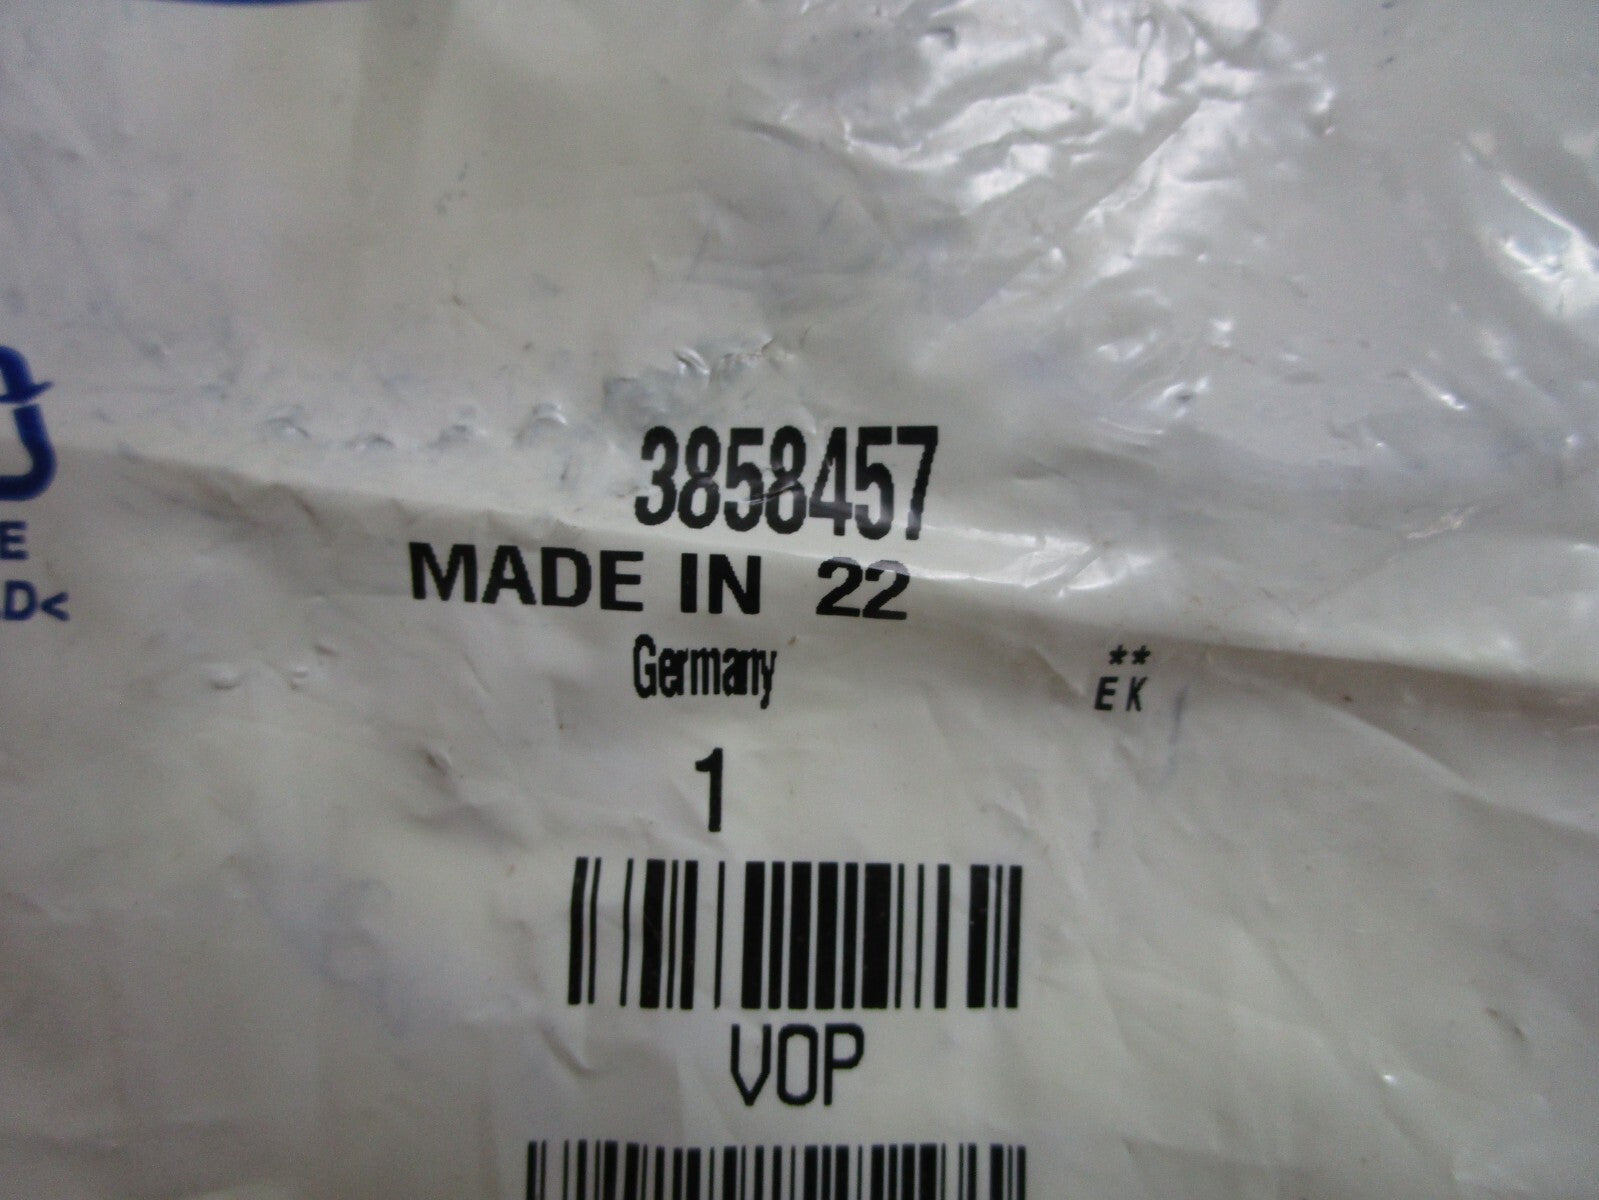 3858457
MADE IN 22
Germany
**
EK
1
VOP
E
D<